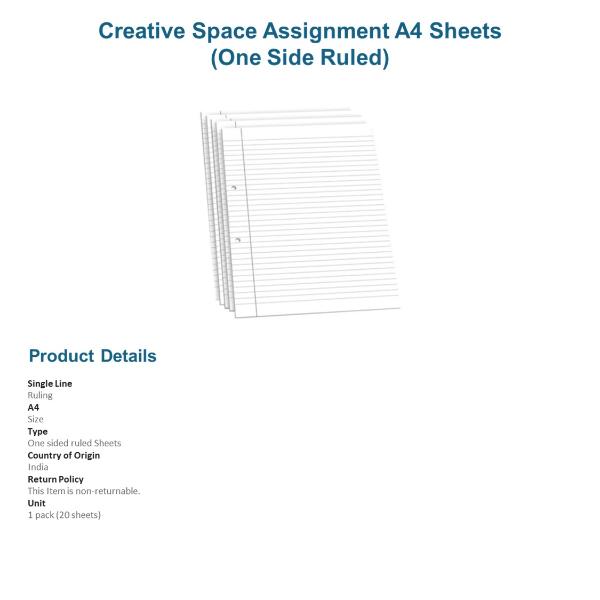 Creative Space Assignment A4 Sheets
(One Side Ruled)
Product Details
Single Line
Ruling
A4
Size
Type
One sided ruled Sheets
Country of Origin
India
Return Policy
This Item is non-returnable.
Unit
1 pack (20 sheets)